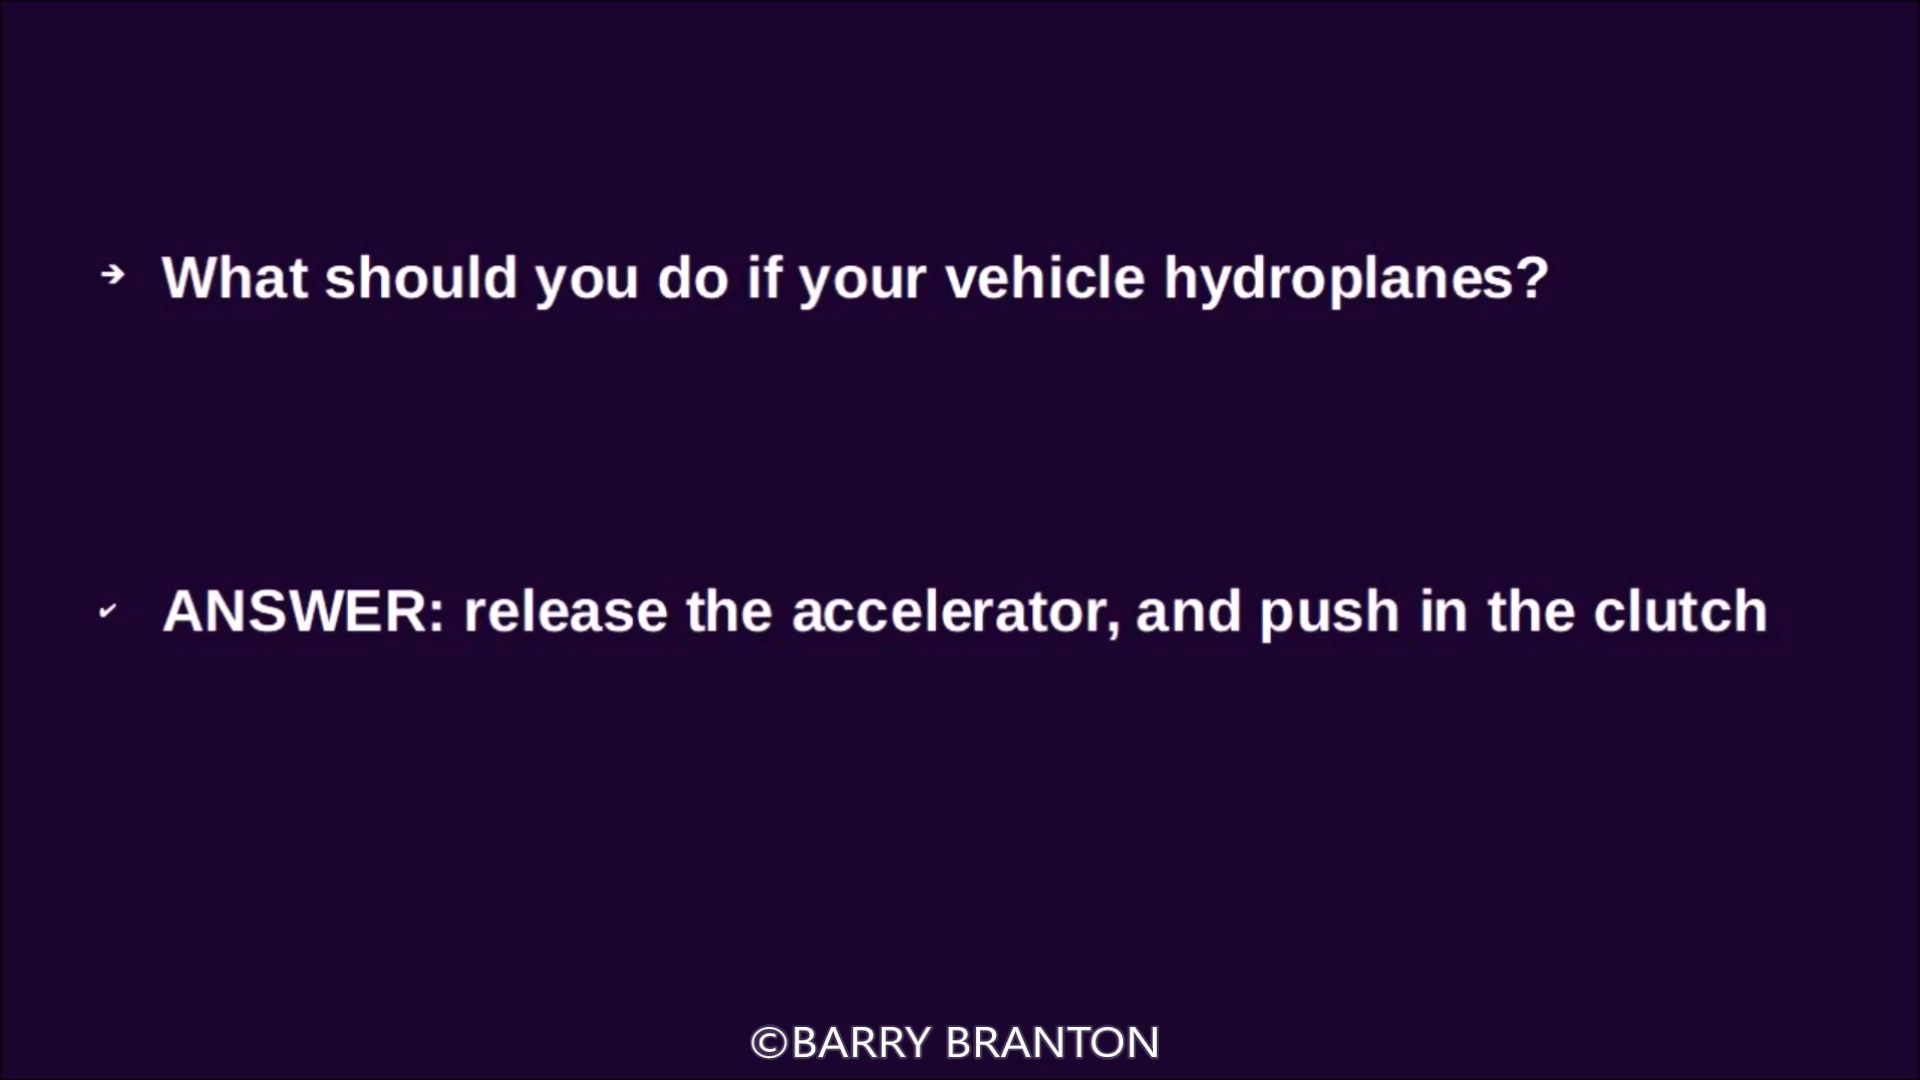 ➔ What should you do if your vehicle hydroplanes?
✔ ANSWER: release the accelerator, and push in the clutch
©BARRY BRANTON